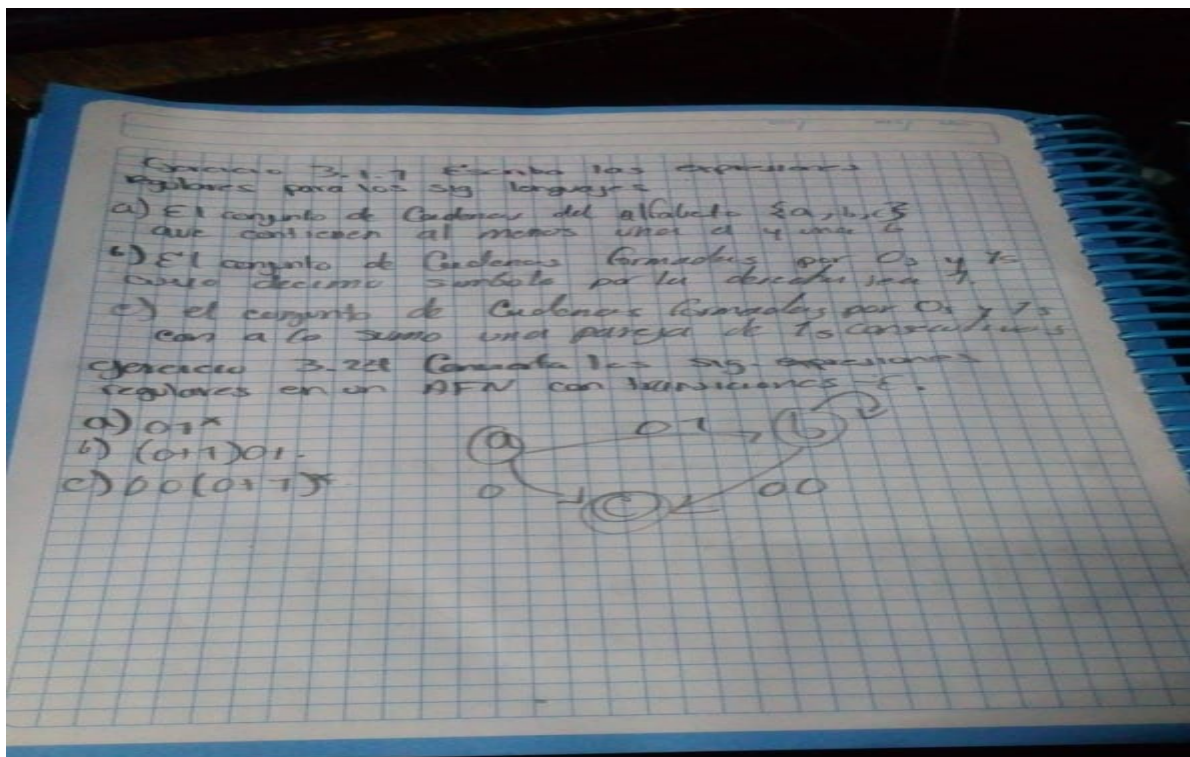 Ejercicio 3.1.1 Escriba las expresiones
regulares para los sig
a) El conjunto de Cadenas del alfabeto {a, b, c}
que contienen al menos una a y una b
b) El conjunto de Cadenas formadas por 0s y 1s
cuyo decimo simbolo por la derecha sea 1.
c) el conjunto de Cadenas formadas por 0s y 1s
con a lo sumo una pareja de 1s consecutivos
ejercicio Convierta las sig. expresiones
regulares en un AFN con transiciones - ε.
a) 01*
b) (0+1)01.
c) 00(0+1)*
a 01 b
0 c 00